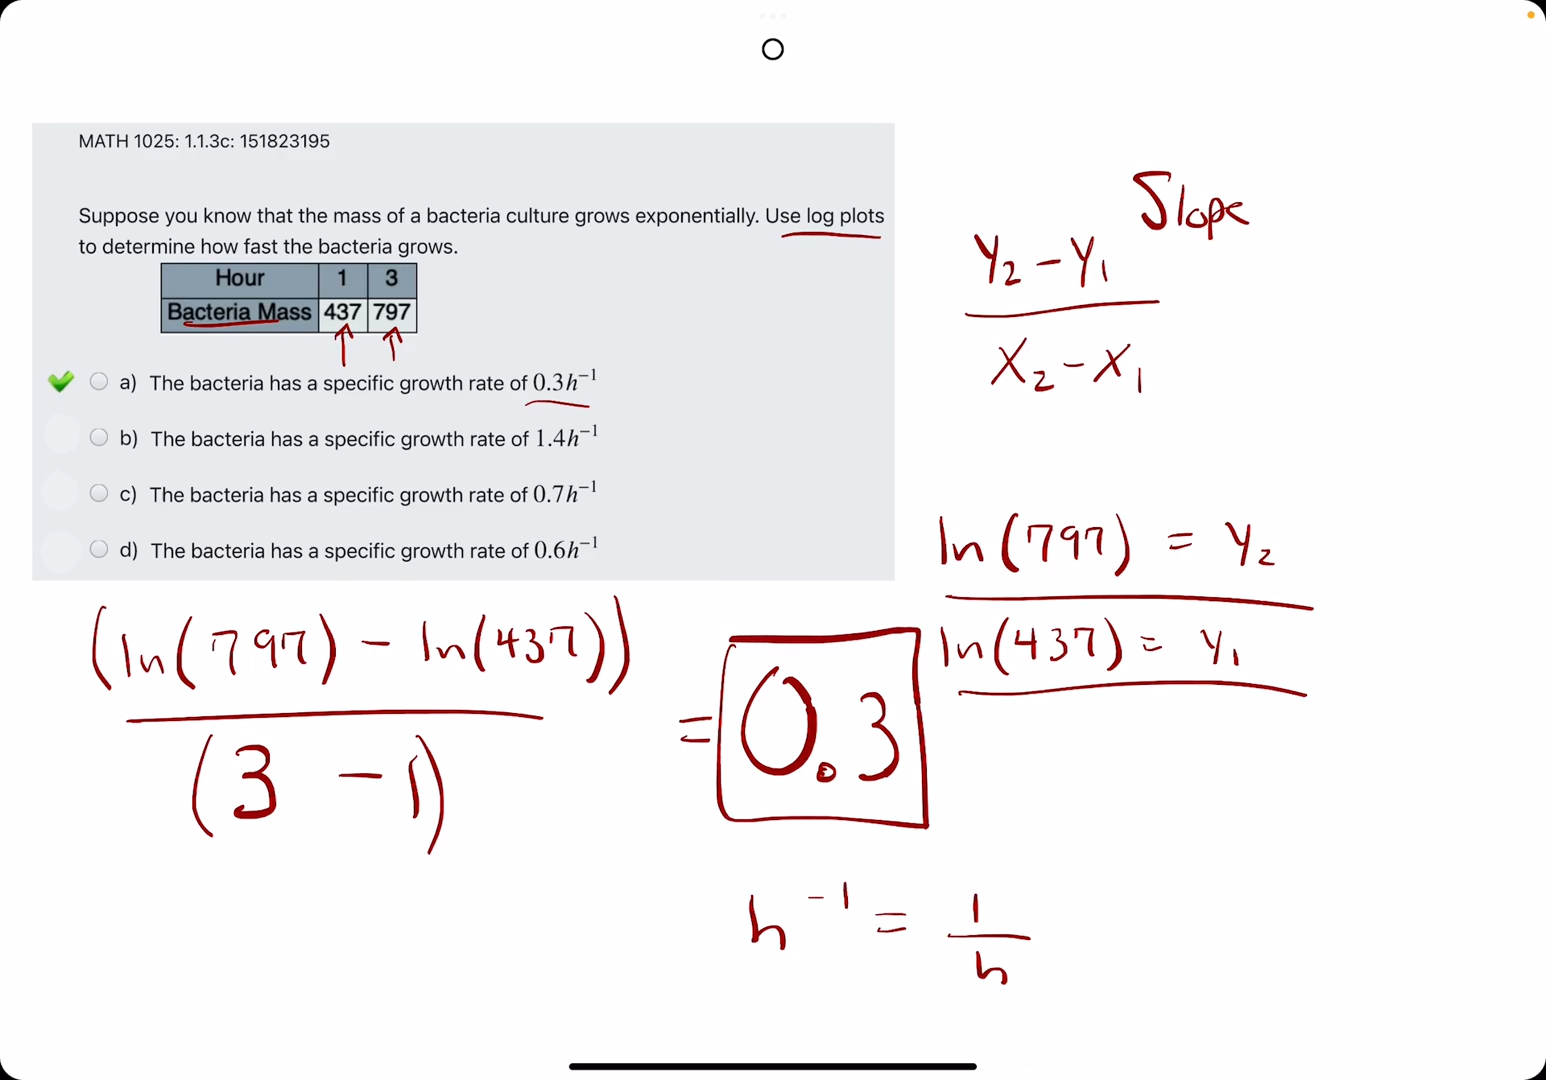 MATH 1025: 1.1.3c: 151823195
Suppose you know that the mass of a bacteria culture grows exponentially. Use log plots
to determine how fast the bacteria grows.
Hour 1 3
Bacteria Mass 437 797
a) The bacteria has a specific growth rate of 0.3h⁻¹
b) The bacteria has a specific growth rate of 1.4h⁻¹
c) The bacteria has a specific growth rate of 0.7h⁻¹
d) The bacteria has a specific growth rate of 0.6h⁻¹
Slope
Y₂ - Y₁
X₂ - X₁
ln(797) = Y₂
ln(437) = Y₁
(ln(797) - ln(437))
(3 - 1)
= 0.3
h⁻¹ = 1
h